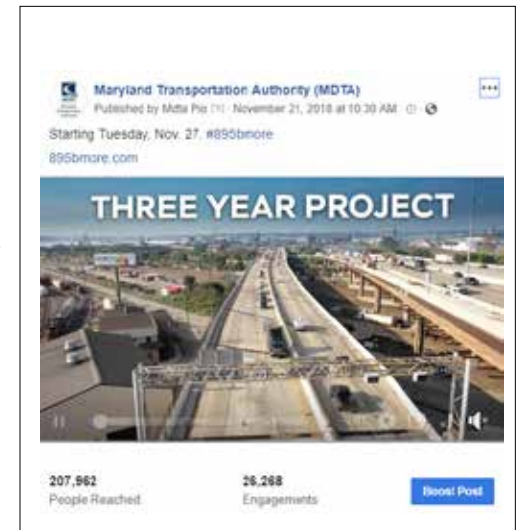 Maryland Transportation Authority (MDTA)
Published by Mdta Pio [?] · November 21, 2018 at 10:30 AM ·
Starting Tuesday, Nov. 27, #895bmore
895bmore.com
THREE YEAR PROJECT
207,962
People Reached
26,268
Engagements
Boost Post